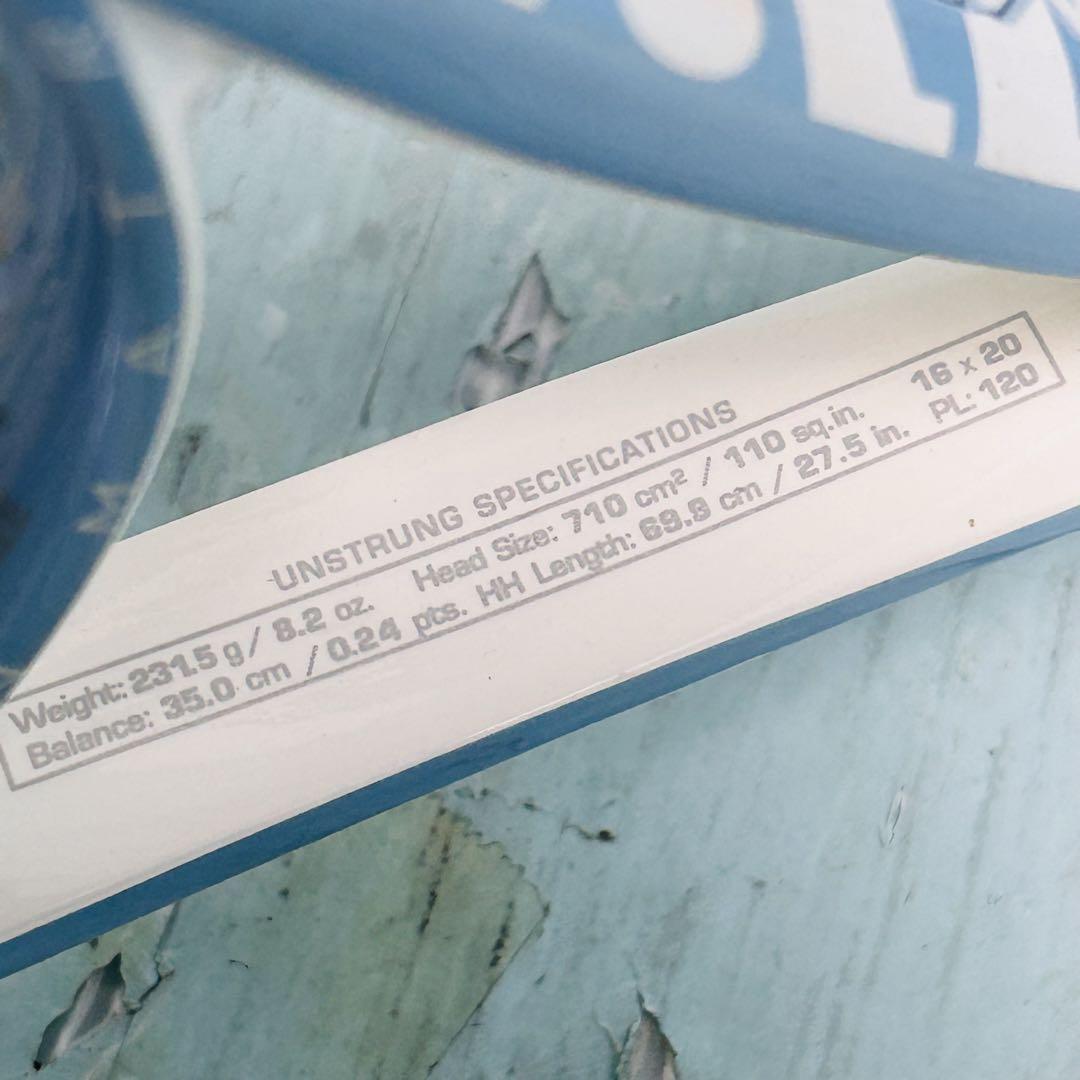 UNSTRUNG SPECIFICATIONS
Weight: 231.5 g / 8.2 oz. Head Size: 710 cm² / 110 sq.in. 16 x 20
Balance: 35.0 cm / 0.24 pts. HH Length: 69.9 cm / 27.5 in. PL: 120